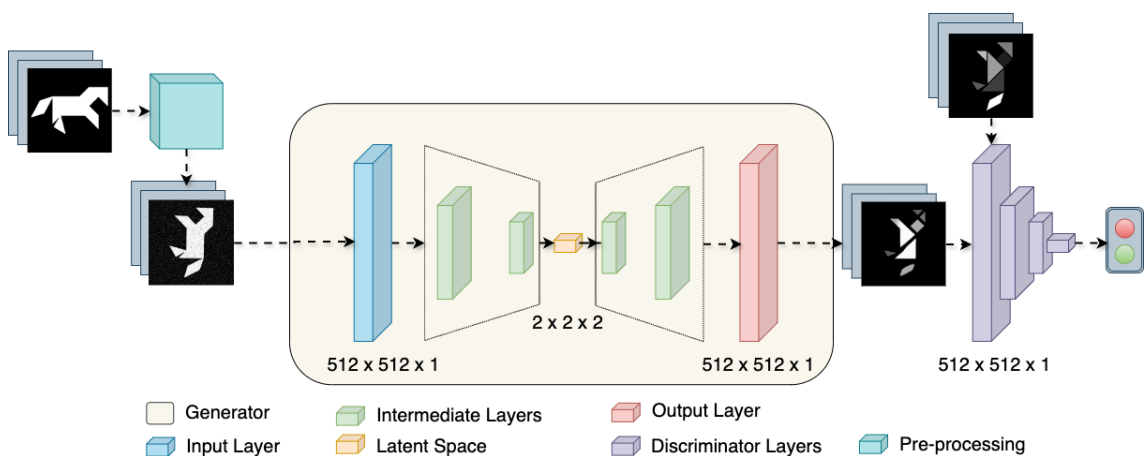 2 x 2 x 2
512 x 512 x 1
512 x 512 x 1
512 x 512 x 1
Generator
Intermediate Layers
Output Layer
Input Layer
Latent Space
Discriminator Layers
Pre-processing